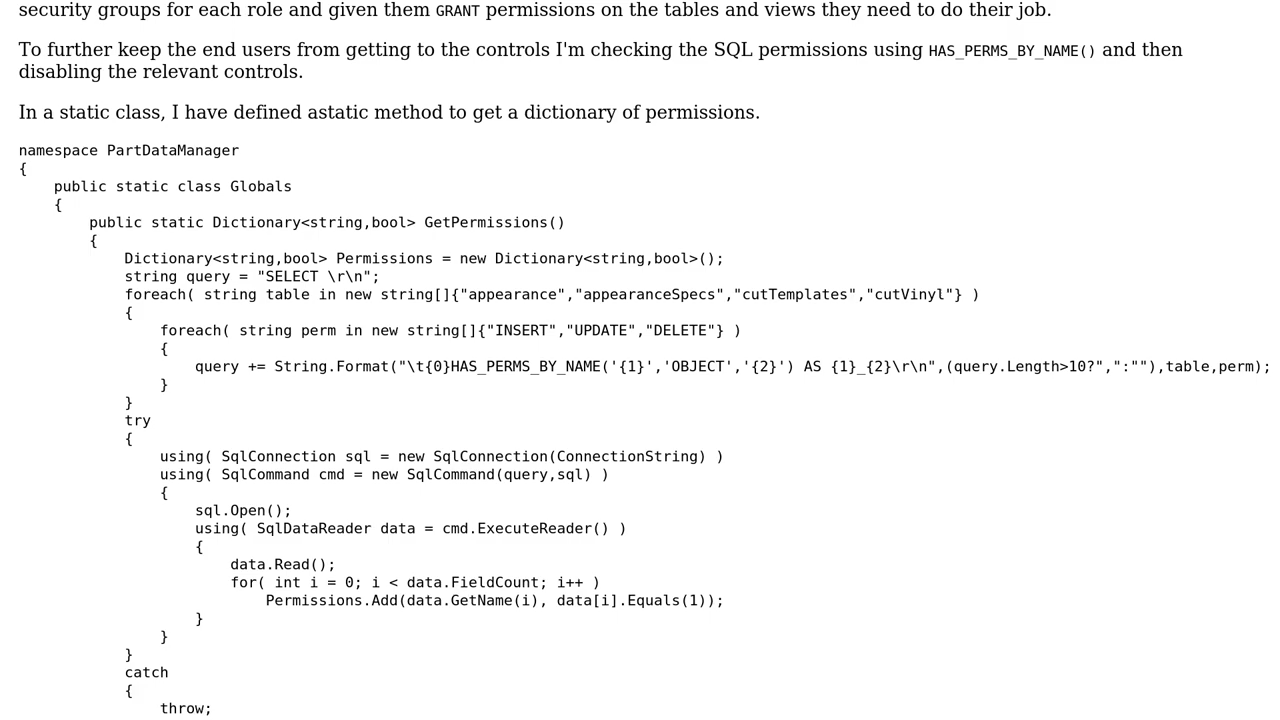 security groups for each role and given them GRANT permissions on the tables and views they need to do their job.
To further keep the end users from getting to the controls I'm checking the SQL permissions using HAS_PERMS_BY_NAME() and then
disabling the relevant controls.
In a static class, I have defined astatic method to get a dictionary of permissions.
namespace PartDataManager
{
    public static class Globals
    {
        public static Dictionary<string,bool> GetPermissions()
        {
            Dictionary<string,bool> Permissions = new Dictionary<string,bool>();
            string query = "SELECT \r\n";
            foreach( string table in new string[]{"appearance","appearanceSpecs","cutTemplates","cutVinyl"} )
            {
                foreach( string perm in new string[]{"INSERT","UPDATE","DELETE"} )
                {
                    query += String.Format("\t{0}HAS_PERMS_BY_NAME('{1}','OBJECT','{2}') AS {1}_{2}\r\n",(query.Length>10?",":""),table,perm);
                }
            }
            try
            {
                using( SqlConnection sql = new SqlConnection(ConnectionString) )
                using( SqlCommand cmd = new SqlCommand(query,sql) )
                {
                    sql.Open();
                    using( SqlDataReader data = cmd.ExecuteReader() )
                    {
                        data.Read();
                        for( int i = 0; i < data.FieldCount; i++ )
                            Permissions.Add(data.GetName(i), data[i].Equals(1));
                    }
                }
            }
            catch
            {
                throw;